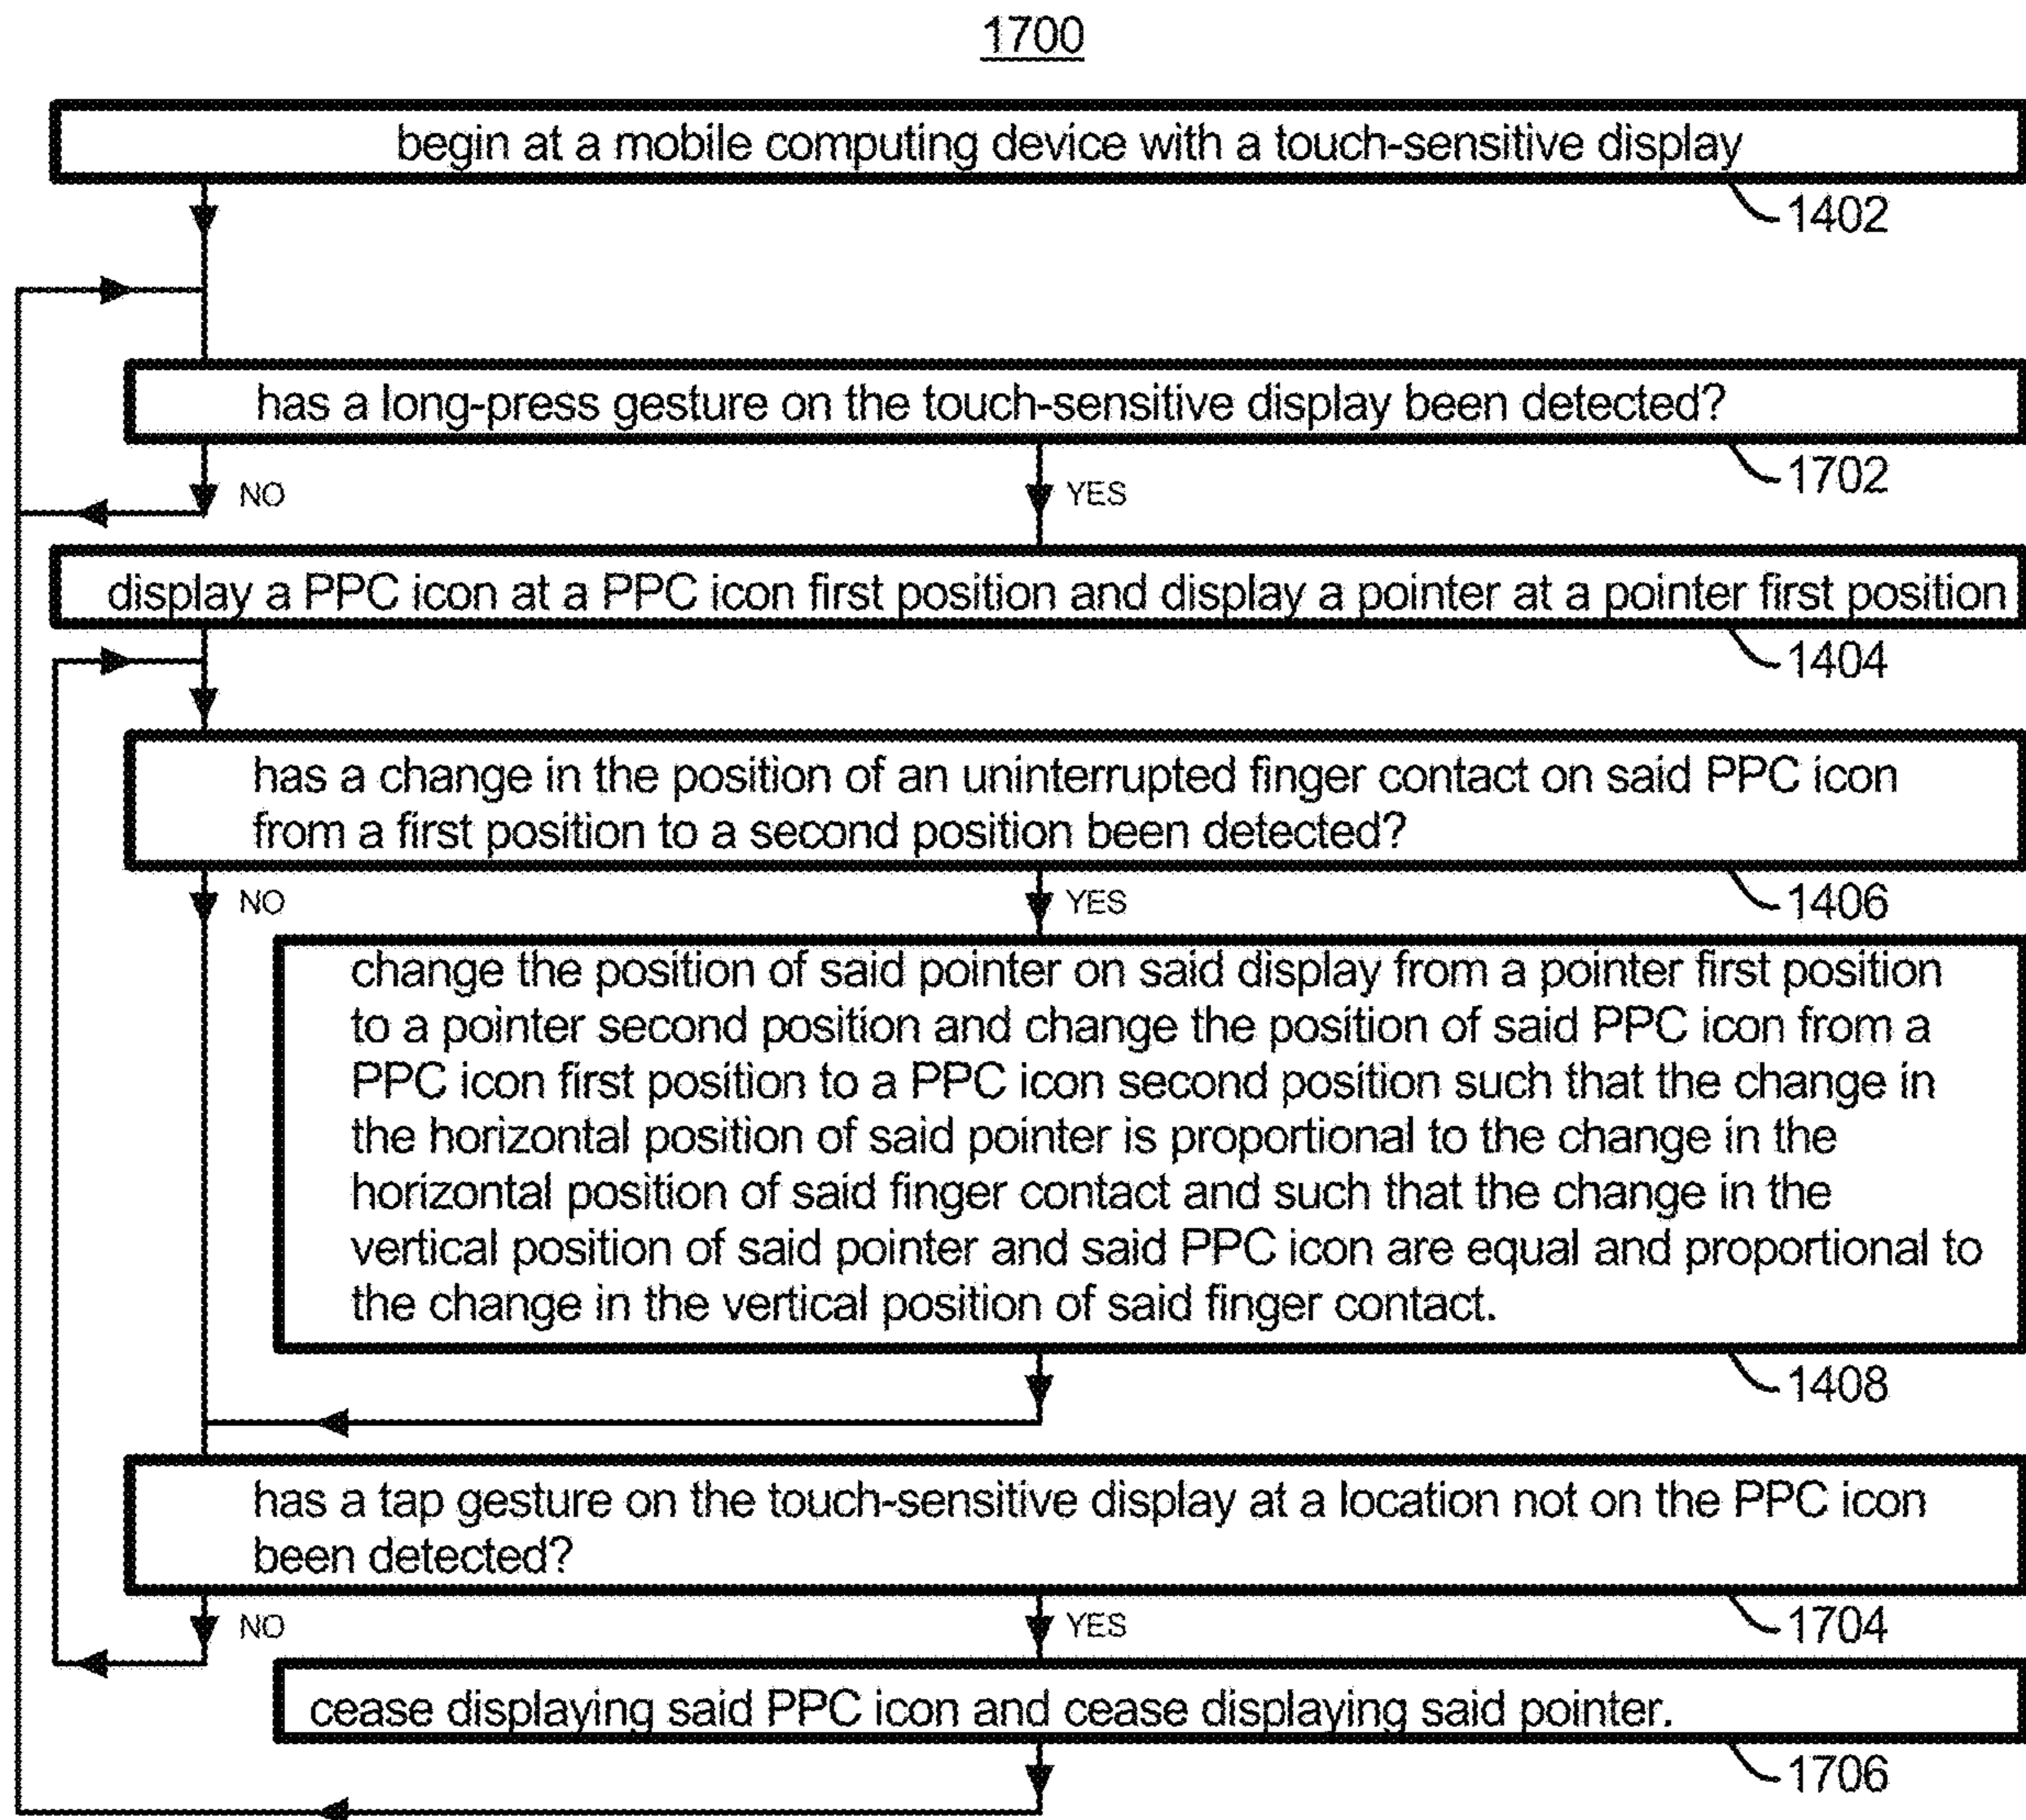 1700
begin at a mobile computing device with a touch-sensitive display
1402
has a long-press gesture on the touch-sensitive display been detected?
1702
NO
YES
display a PPC icon at a PPC icon first position and display a pointer at a pointer first position
1404
has a change in the position of an uninterrupted finger contact on said PPC icon
from a first position to a second position been detected?
1406
NO
YES
change the position of said pointer on said display from a pointer first position
to a pointer second position and change the position of said PPC icon from a
PPC icon first position to a PPC icon second position such that the change in
the horizontal position of said pointer is proportional to the change in the
horizontal position of said finger contact and such that the change in the
vertical position of said pointer and said PPC icon are equal and proportional to
the change in the vertical position of said finger contact.
1408
has a tap gesture on the touch-sensitive display at a location not on the PPC icon
been detected?
1704
NO
YES
cease displaying said PPC icon and cease displaying said pointer.
1706